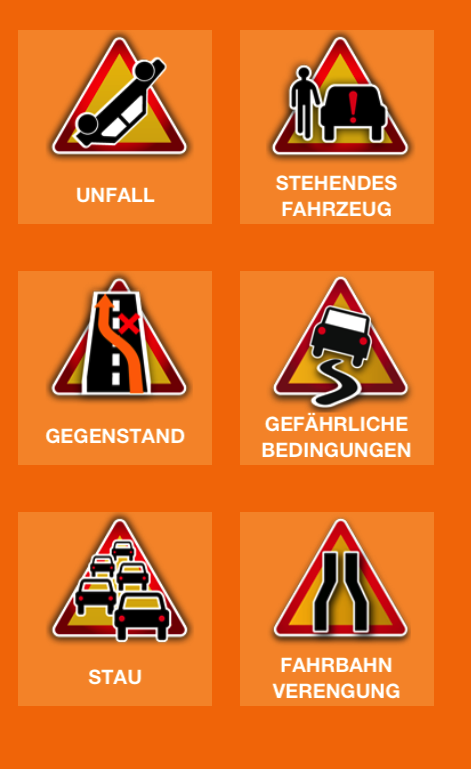 UNFALL
STEHENDES
FAHRZEUG
GEGENSTAND
GEFÄHRLICHE
BEDINGUNGEN
STAU
FAHRBAHN
VERENGUNG